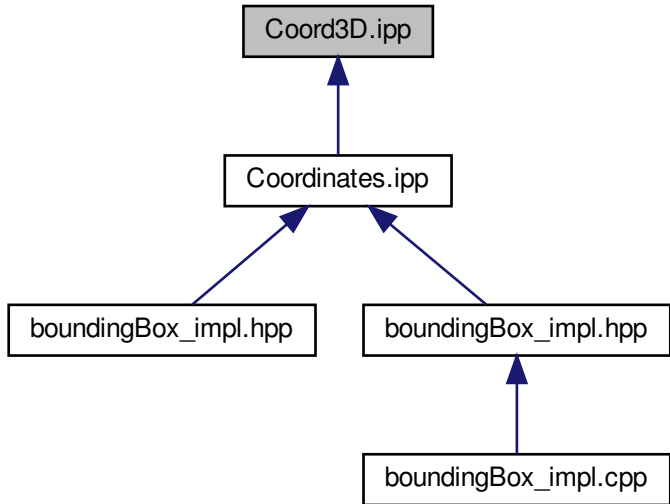 Coord3D.ipp
Coordinates.ipp
boundingBox_impl.hpp
boundingBox_impl.hpp
boundingBox_impl.cpp